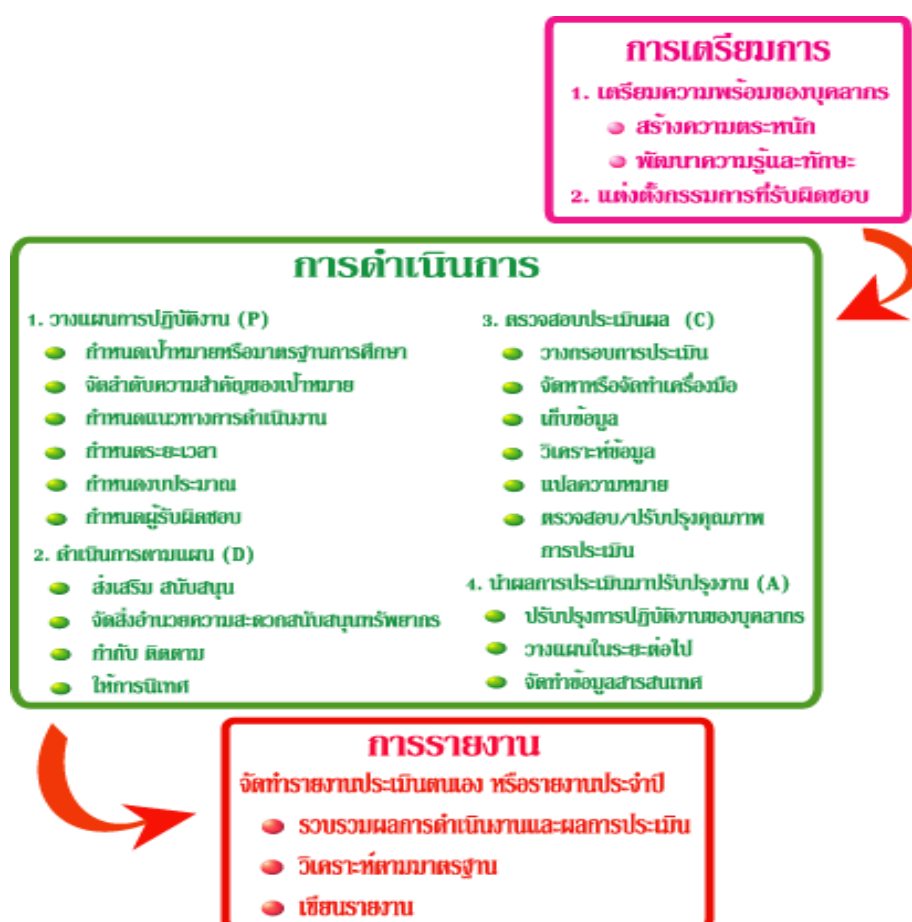 การเตรียมการ
1. เตรียมความพร้อมของบุคลากร
สร้างความตระหนัก
พัฒนาความรู้และทักษะ
2. แต่งตั้งกรรมการที่รับผิดชอบ
การดำเนินการ
1. วางแผนการปฏิบัติงาน (P)
กำหนดเป้าหมายหรือมาตรฐานการศึกษา
จัดลำดับความสำคัญของเป้าหมาย
กำหนดแนวทางการดำเนินงาน
กำหนดระยะเวลา
กำหนดงบประมาณ
กำหนดผู้รับผิดชอบ
2. ดำเนินการตามแผน (D)
ส่งเสริม สนับสนุน
จัดสิ่งอำนวยความสะดวกสนับสนุนทรัพยากร
กำกับ ติดตาม
ให้การนิเทศ
3. ตรวจสอบประเมินผล (C)
วางกรอบการประเมิน
จัดหาหรือจัดทำเครื่องมือ
เก็บข้อมูล
วิเคราะห์ข้อมูล
แปลความหมาย
ตรวจสอบ/ปรับปรุงคุณภาพ
การประเมิน
4. นำผลการประเมินมาปรับปรุงงาน (A)
ปรับปรุงการปฏิบัติงานของบุคลากร
วางแผนในระยะต่อไป
จัดทำข้อมูลสารสนเทศ
การรายงาน
จัดทำรายงานประเมินตนเอง หรือรายงานประจำปี
รวบรวมผลการดำเนินงานและผลการประเมิน
วิเคราะห์ตามมาตรฐาน
เขียนรายงาน